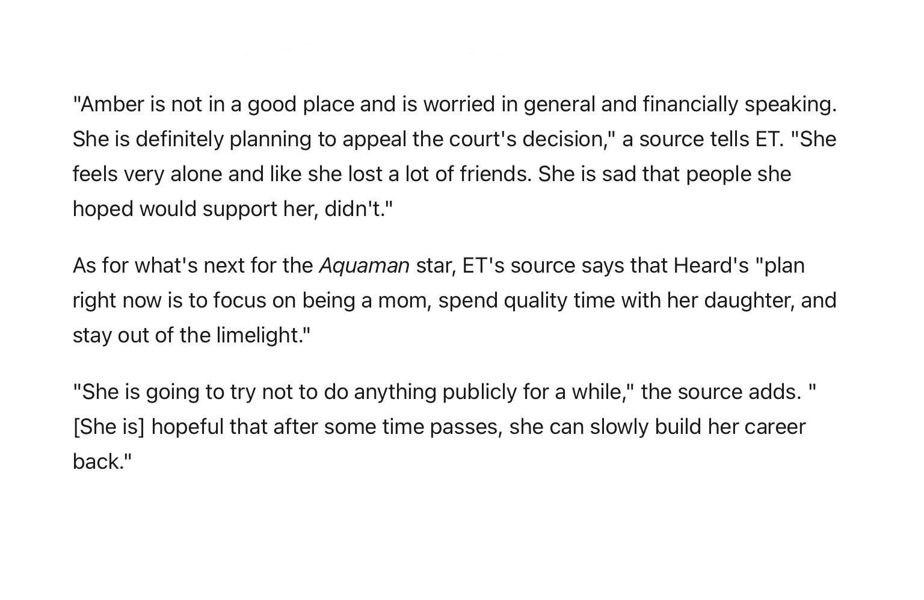 "Amber is not in a good place and is worried in general and financially speaking.
She is definitely planning to appeal the court's decision," a source tells ET. "She
feels very alone and like she lost a lot of friends. She is sad that people she
hoped would support her, didn't."
As for what's next for the Aquaman star, ET's source says that Heard's "plan
right now is to focus on being a mom, spend quality time with her daughter, and
stay out of the limelight."
"She is going to try not to do anything publicly for a while," the source adds. "
[She is] hopeful that after some time passes, she can slowly build her career
back."